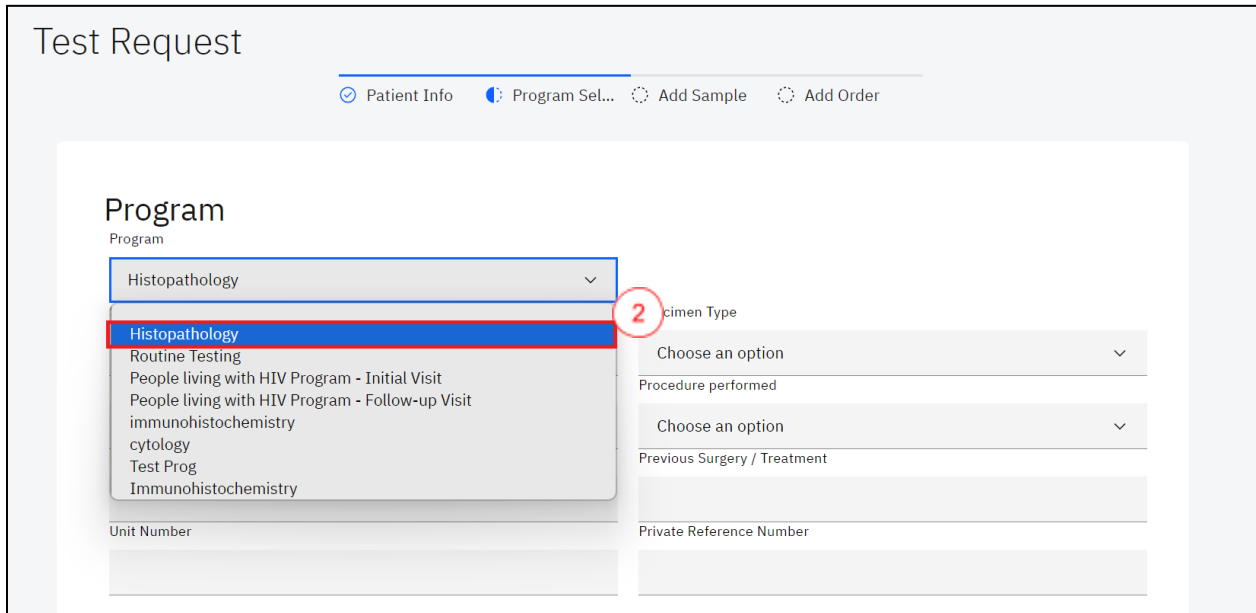 Test Request
Patient Info Program Sel... Add Sample Add Order
Program
Program
Histopathology
2
cimen Type
Histopathology
Routine Testing
Choose an option
People living with HIV Program - Initial Visit
Procedure performed
People living with HIV Program - Follow-up Visit
immunohistochemistry
Choose an option
cytology
Test Prog
Previous Surgery / Treatment
Immunohistochemistry
Unit Number
Private Reference Number